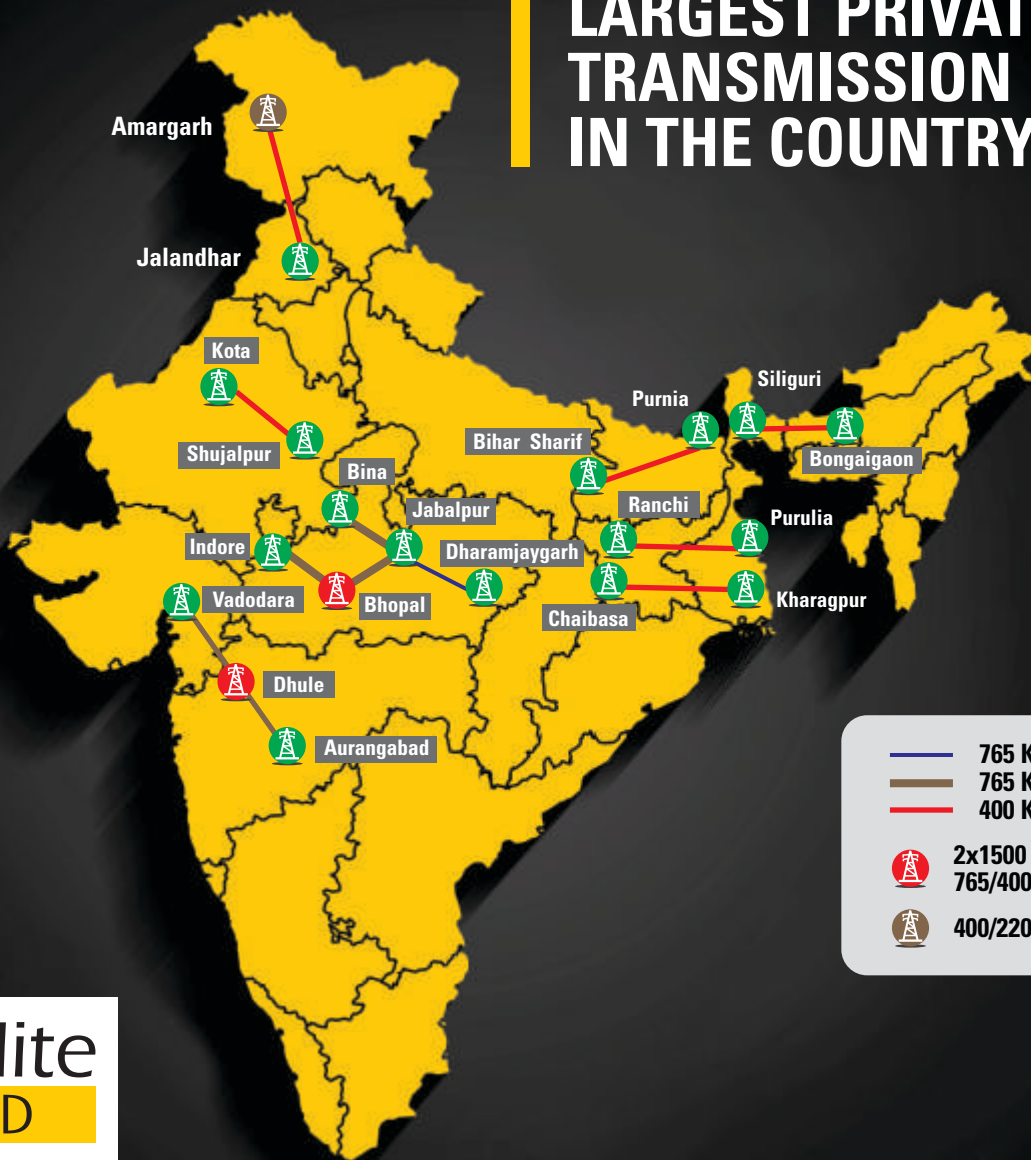 LARGEST PRIVAT
TRANSMISSION
IN THE COUNTRY
Amargarh
Jalandhar
Kota
Shujalpur
Siliguri
Purnia
Bihar Sharif
Bongaigaon
Bina
Jabalpur
Ranchi
Purulia
Indore
Dharamjaygarh
Vadodara
Bhopal
Chaibasa
Kharagpur
Dhule
Aurangabad
765 K
765 K
400 K
2x1500
765/400
400/220
lite
D